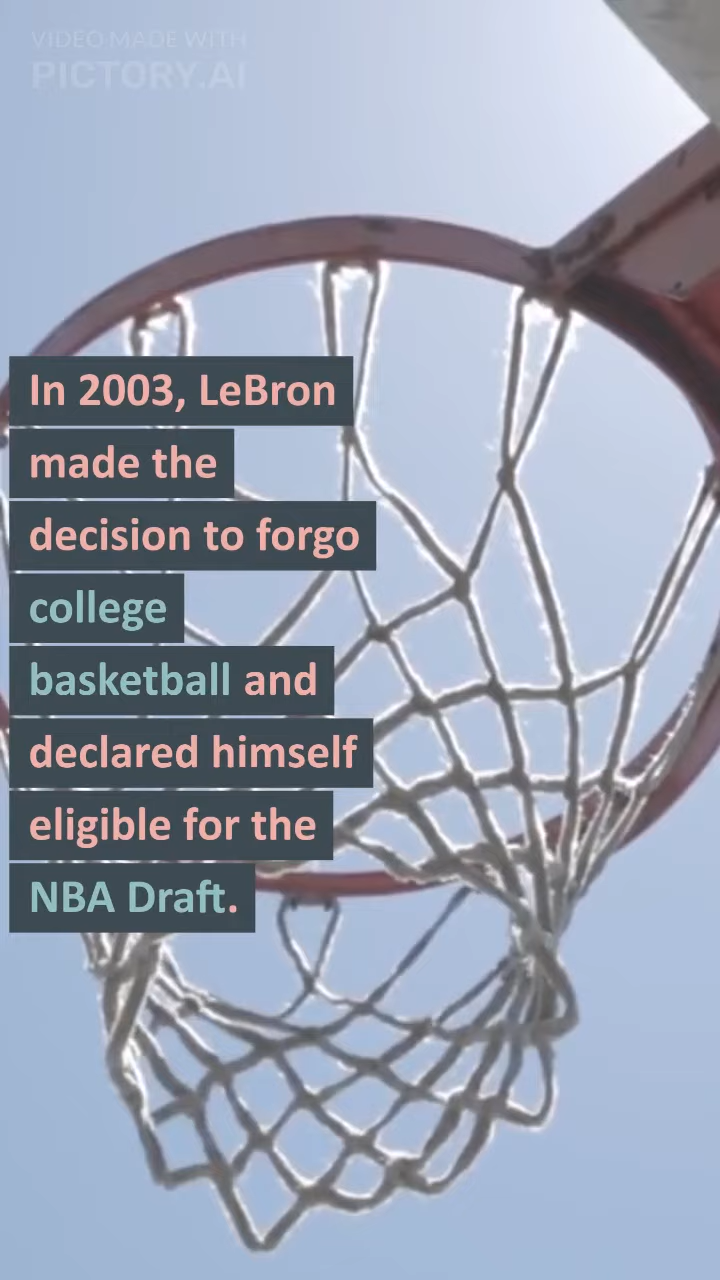 VIDEO MADE WITH
PICTORY.AI
In 2003, LeBron
made the
decision to forgo
college
basketball and
declared himself
eligible for the
NBA Draft.